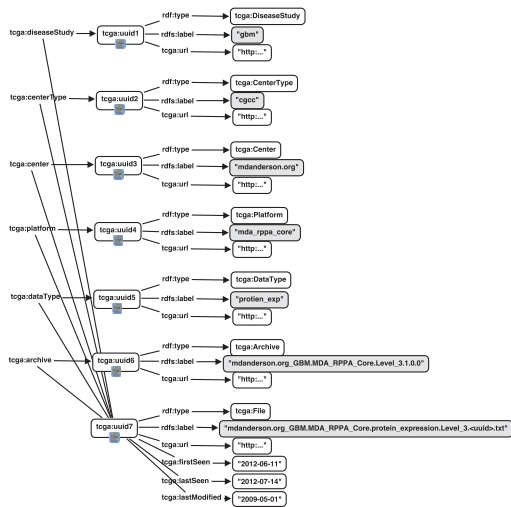 rdf:type
tcga:DiseaseStudy
tcga:diseaseStudy
tcga:uuid1
rdfs:label
"gbm"
tcga:url
"http:..."
rdf:type
tcga:CenterType
tcga:centerType
tcga:uuid2
rdfs:label
"cgcc"
tcga:url
"http:..."
rdf:type
tcga:Center
tcga:center
tcga:uuid3
rdfs:label
"mdanderson.org"
tcga:url
"http:..."
rdf:type
tcga:Platform
tcga:platform
tcga:uuid4
rdfs:label
"mda_rppa_core"
tcga:url
"http:..."
rdf:type
tcga:DataType
tcga:dataType
tcga:uuid5
rdfs:label
"protien_exp"
tcga:url
"http:..."
rdf:type
tcga:Archive
tcga:archive
tcga:uuid6
rdfs:label
"mdanderson.org_GBM.MDA_RPPA_Core.Level_3.1.0.0"
tcga:url
"http:..."
rdf:type
tcga:File
tcga:uuid7
rdfs:label
"mdanderson.org_GBM.MDA_RPPA_Core.protein_expression.Level_3.<uuid>.txt"
tcga:url
"http:..."
tcga:firstSeen
"2012-06-11"
tcga:lastSeen
"2012-07-14"
tcga:lastModified
"2009-05-01"